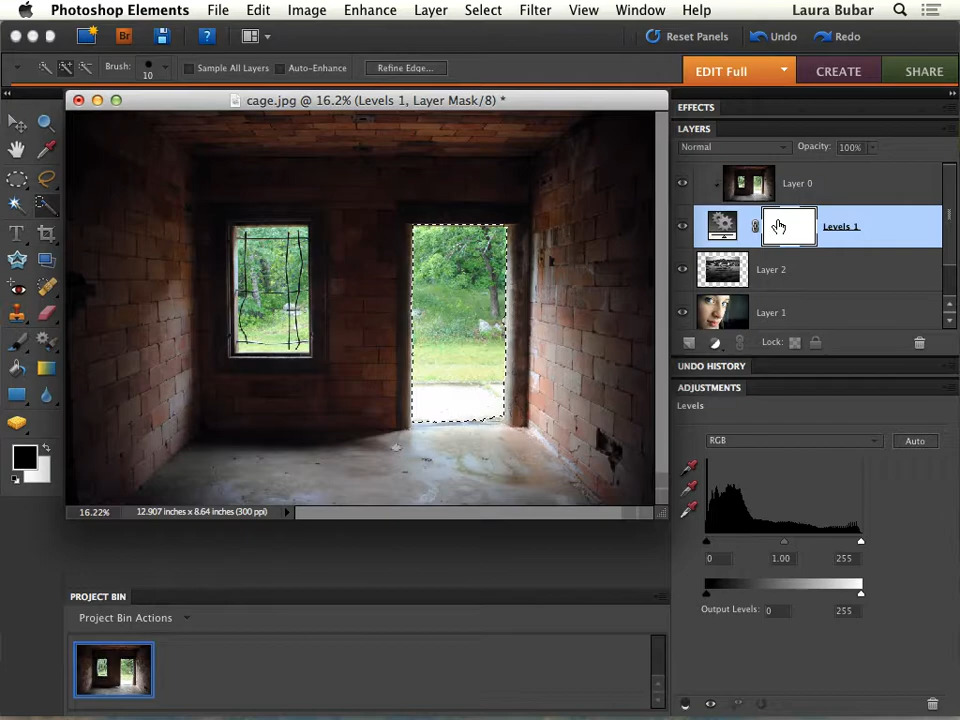 Photoshop Elements File Edit Image Enhance Layer Select Filter View Window Help Laura Bubar
Br ? Reset Panels Undo Redo
Brush: 10 Sample All Layers Auto-Enhance Refine Edge... EDIT Full CREATE SHARE
cage.jpg @ 16.2% (Levels 1, Layer Mask/8) *
EFFECTS
LAYERS
Normal Opacity: 100%
Layer 0
Levels 1
Layer 2
Layer 1
Lock:
UNDO HISTORY
ADJUSTMENTS
Levels
RGB Auto
T
16.22% 12.907 inches x 8.64 inches (300 ppi)
0 1.00 255
Output Levels: 0 255
PROJECT BIN
Project Bin Actions